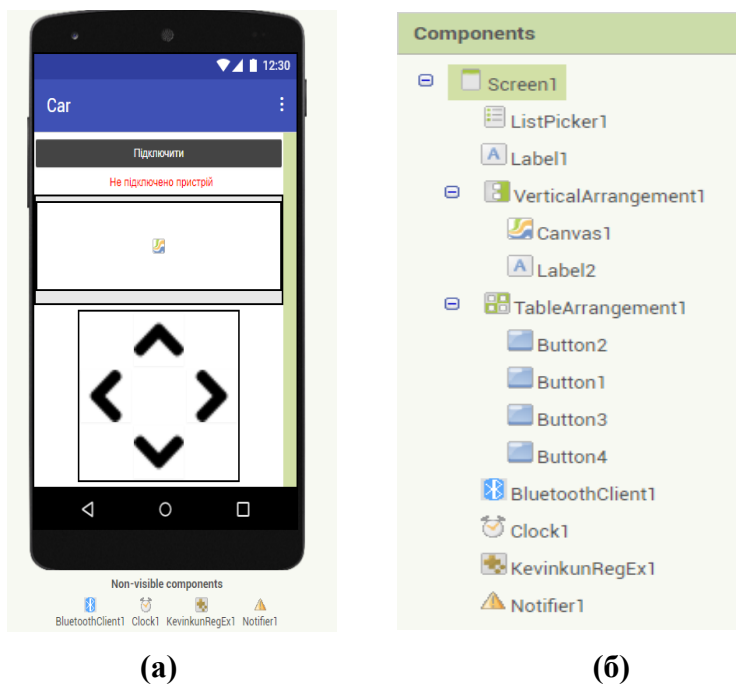 12:30
Car
Підключити
Не підключено пристрій
Non-visible components
BluetoothClient1 Clock1 KevinkunRegEx1 Notifier1
(а)
Components
Screen1
ListPicker1
A Label1
VerticalArrangement1
Canvas1
A Label2
TableArrangement1
Button2
Button1
Button3
Button4
BluetoothClient1
Clock1
KevinkunRegEx1
Notifier1
(б)